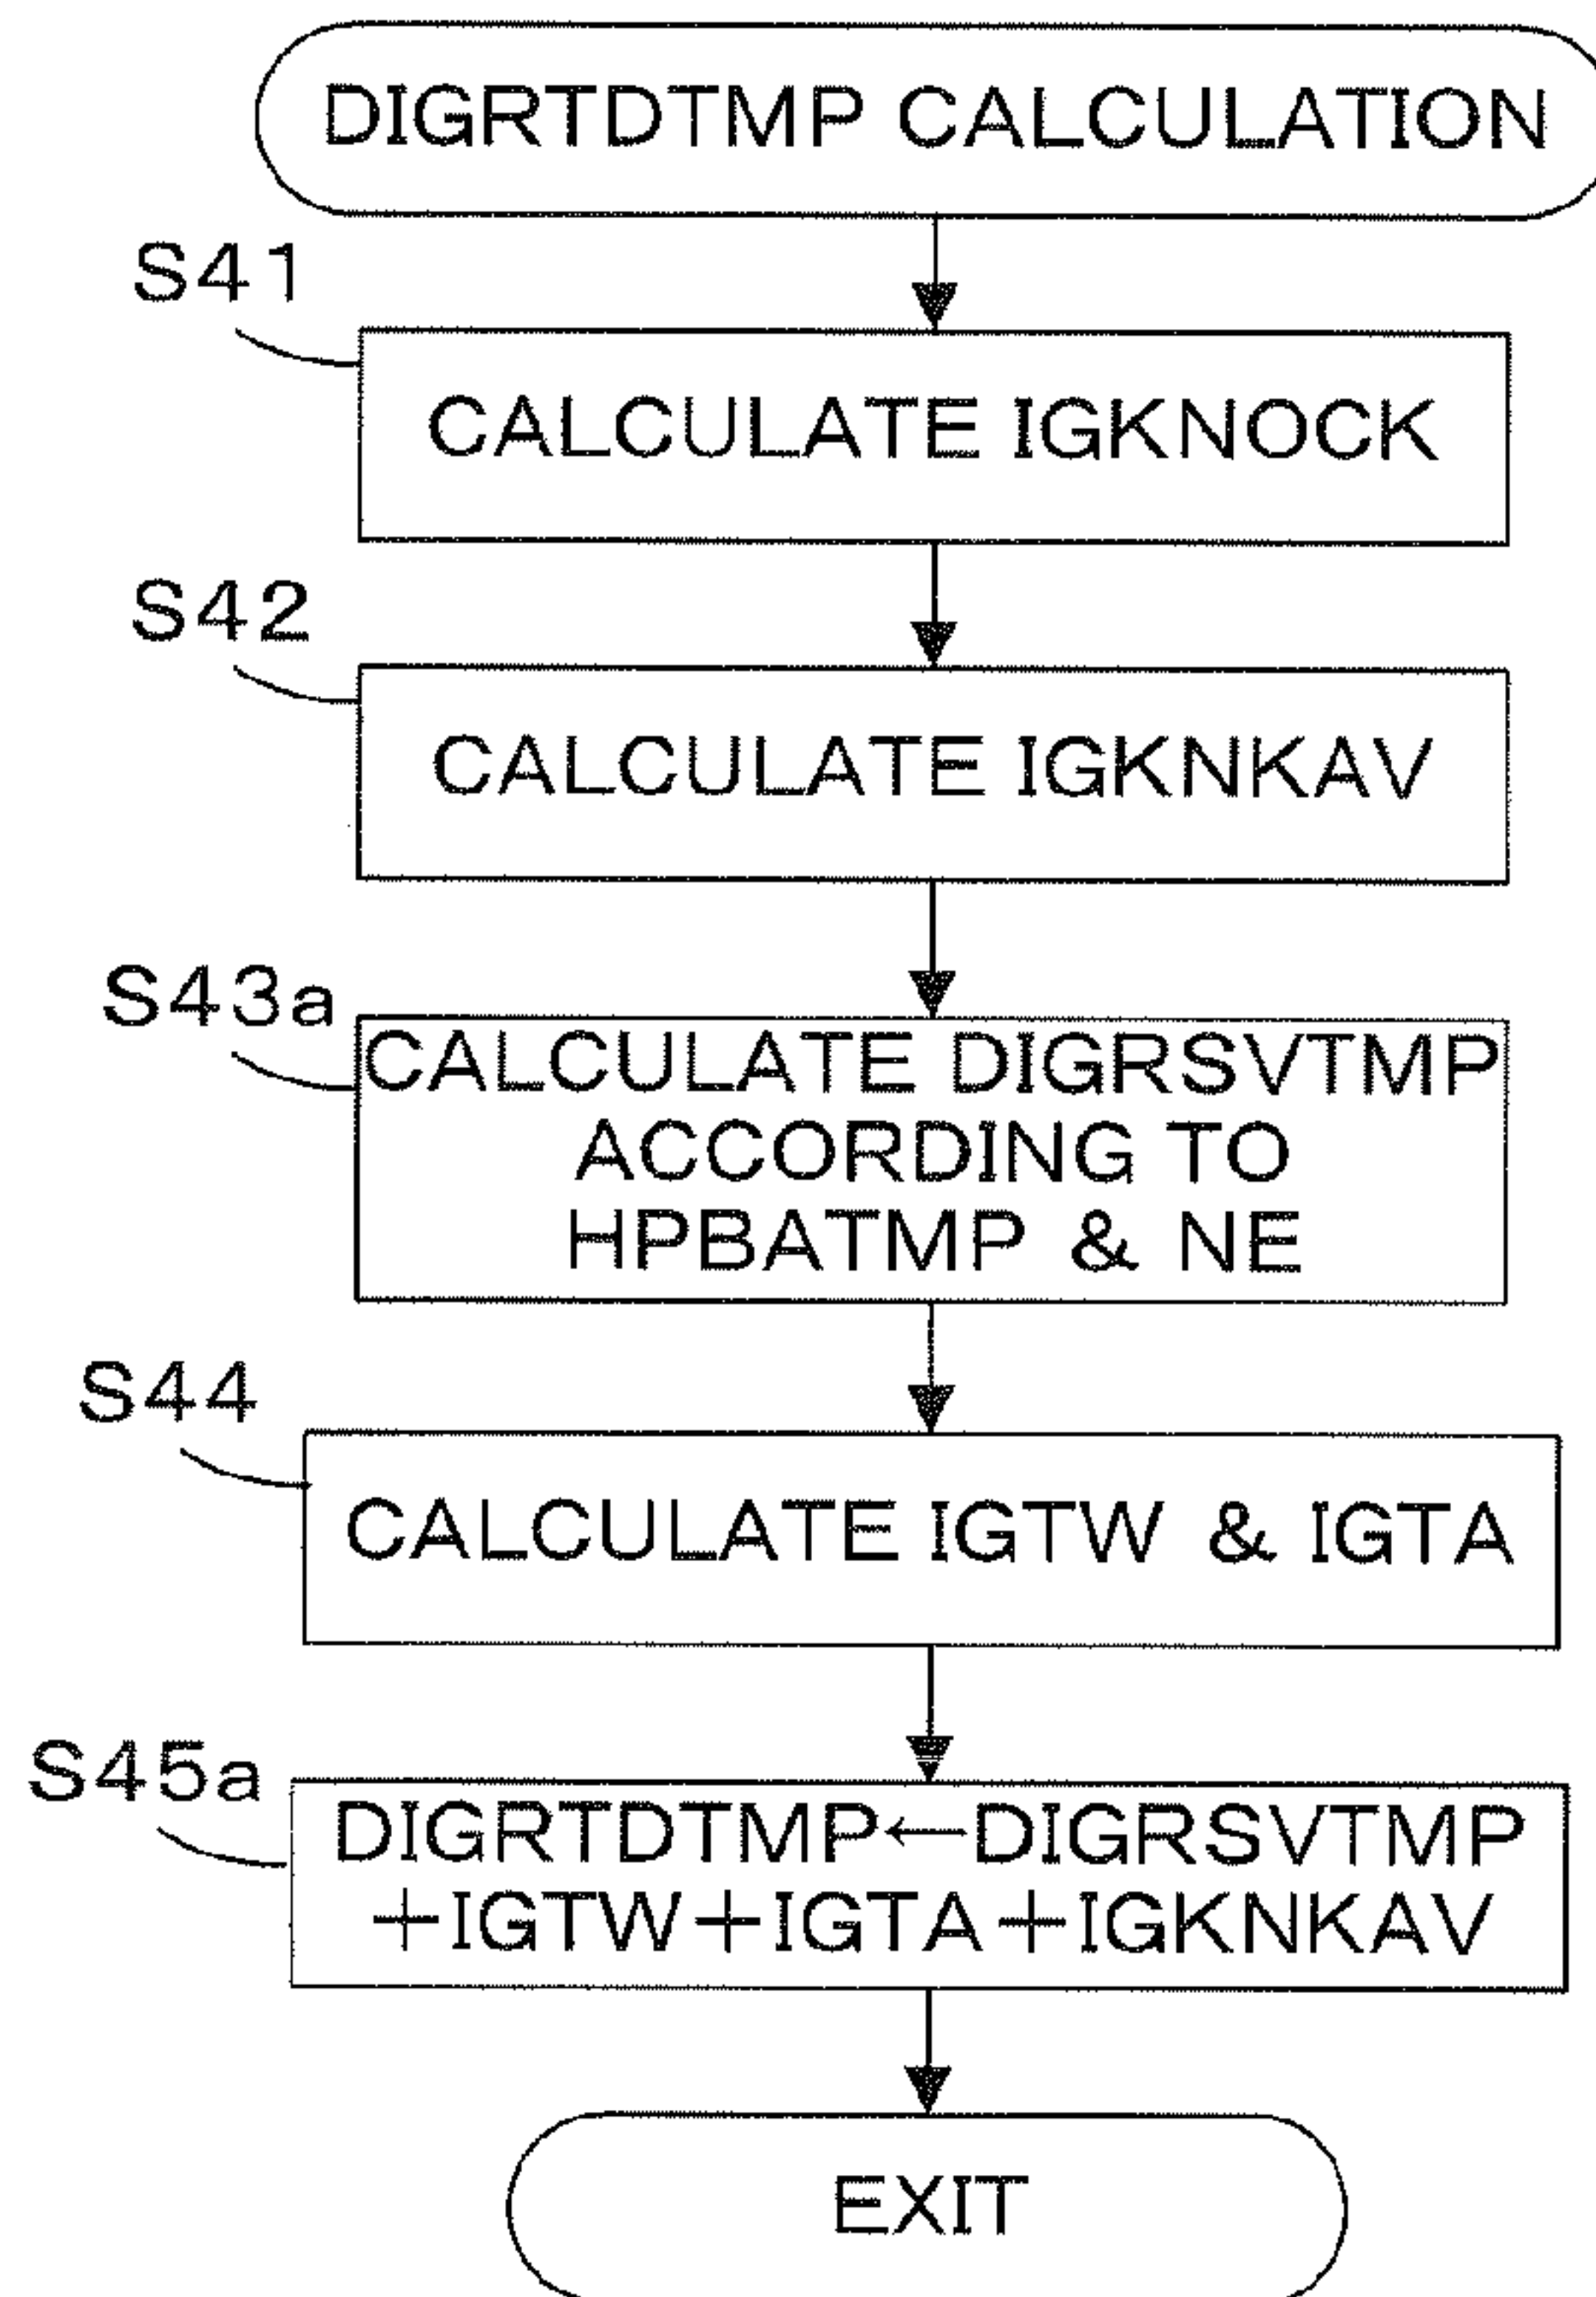 DIGRTDTMP CALCULATION
S41
CALCULATE IGKNOCK
S42
CALCULATE IGKNKAV
S43a
CALCULATE DIGRSVTMP
ACCORDING TO
HPBATMP & NE
S44
CALCULATE IGTW & IGTA
S45a
DIGRTDTMP←DIGRSVTMP
+IGTW+IGTA+IGKNKAV
EXIT